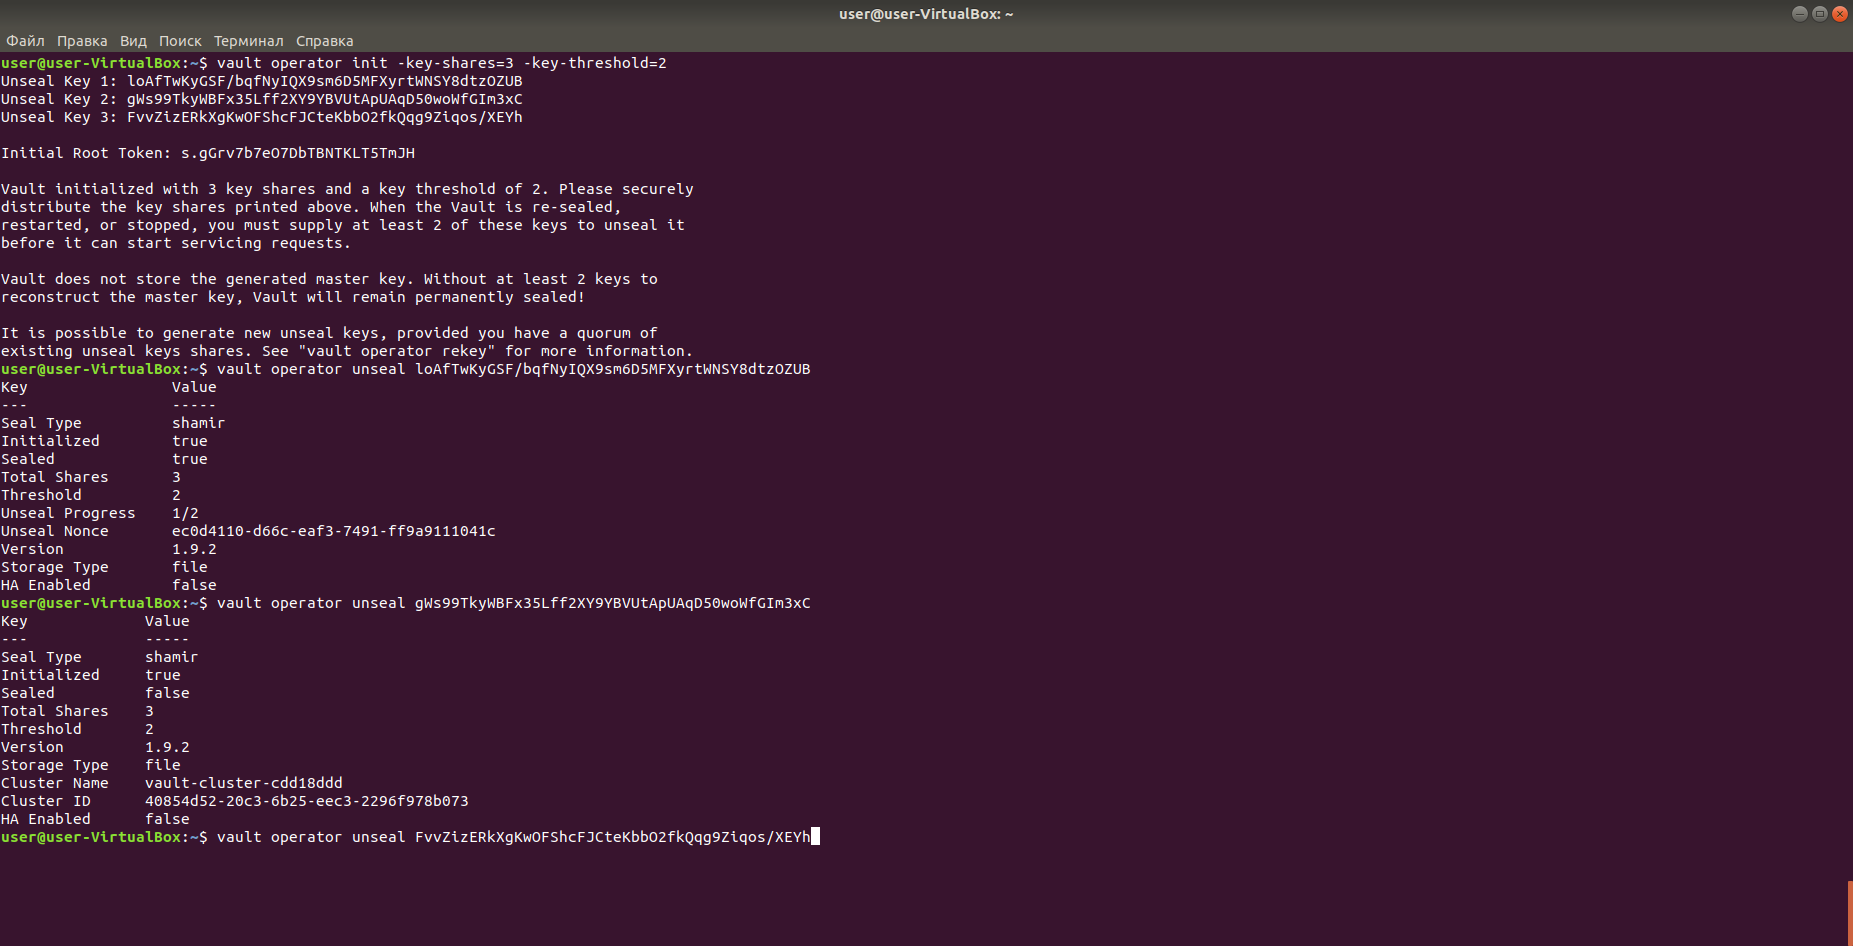 user@user-VirtualBox: ~
Файл Правка Вид Поиск Терминал Справка
user@user-VirtualBox:~$ vault operator init -key-shares=3 -key-threshold=2
Unseal Key 1: loAfTwKyGSF/bqfNyIQX9sm6D5MFXyrtWNSY8dtzOZUB
Unseal Key 2: gWs99TkyWBFx35Lff2XY9YBVUtApUAqD50woWfGIm3xC
Unseal Key 3: FvvZizERkXgKwOFShcFJCteKbbO2fkQqg9Ziqos/XEYh
Initial Root Token: s.gGrv7b7eO7DbTBNTKLT5TmJH
Vault initialized with 3 key shares and a key threshold of 2. Please securely
distribute the key shares printed above. When the Vault is re-sealed,
restarted, or stopped, you must supply at least 2 of these keys to unseal it
before it can start servicing requests.
Vault does not store the generated master key. Without at least 2 keys to
reconstruct the master key, Vault will remain permanently sealed!
It is possible to generate new unseal keys, provided you have a quorum of
existing unseal keys shares. See "vault operator rekey" for more information.
user@user-VirtualBox:~$ vault operator unseal loAfTwKyGSF/bqfNyIQX9sm6D5MFXyrtWNSY8dtzOZUB
Key Value
--- -----
Seal Type shamir
Initialized true
Sealed true
Total Shares 3
Threshold 2
Unseal Progress 1/2
Unseal Nonce ec0d4110-d66c-eaf3-7491-ff9a9111041c
Version 1.9.2
Storage Type file
HA Enabled false
user@user-VirtualBox:~$ vault operator unseal gWs99TkyWBFx35Lff2XY9YBVUtApUAqD50woWfGIm3xC
Key Value
--- -----
Seal Type shamir
Initialized true
Sealed false
Total Shares 3
Threshold 2
Version 1.9.2
Storage Type file
Cluster Name vault-cluster-cdd18ddd
Cluster ID 40854d52-20c3-6b25-eec3-2296f978b073
HA Enabled false
user@user-VirtualBox:~$ vault operator unseal FvvZizERkXgKwOFShcFJCteKbbO2fkQqg9Ziqos/XEYh